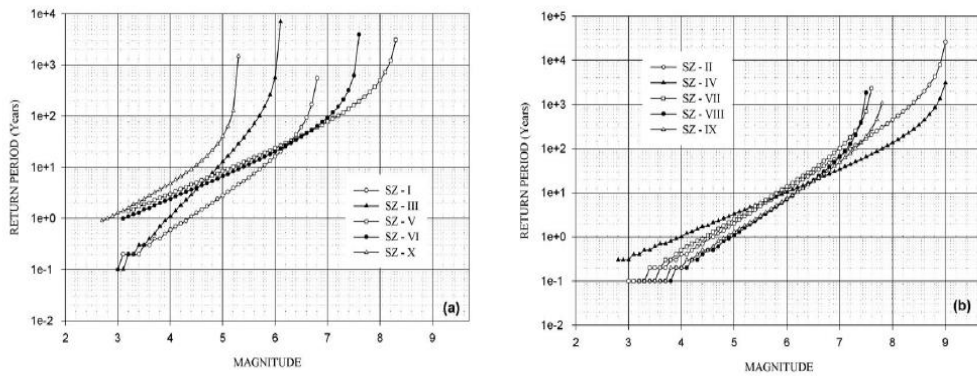 1e+4
1e+3
1e+2
1e+1
1e+0
1e-1
1e-2
RETURN PERIOD (Years)
SZ - I
SZ - III
SZ - V
SZ - VI
SZ - X
(a)
2 3 4 5 6 7 8 9
MAGNITUDE
1e+5
1e+4
1e+3
1e+2
1e+1
1e+0
1e-1
1e-2
RETURN PERIOD (Years)
SZ - II
SZ - IV
SZ - VII
SZ - VIII
SZ - IX
(b)
2 3 4 5 6 7 8 9
MAGNITUDE